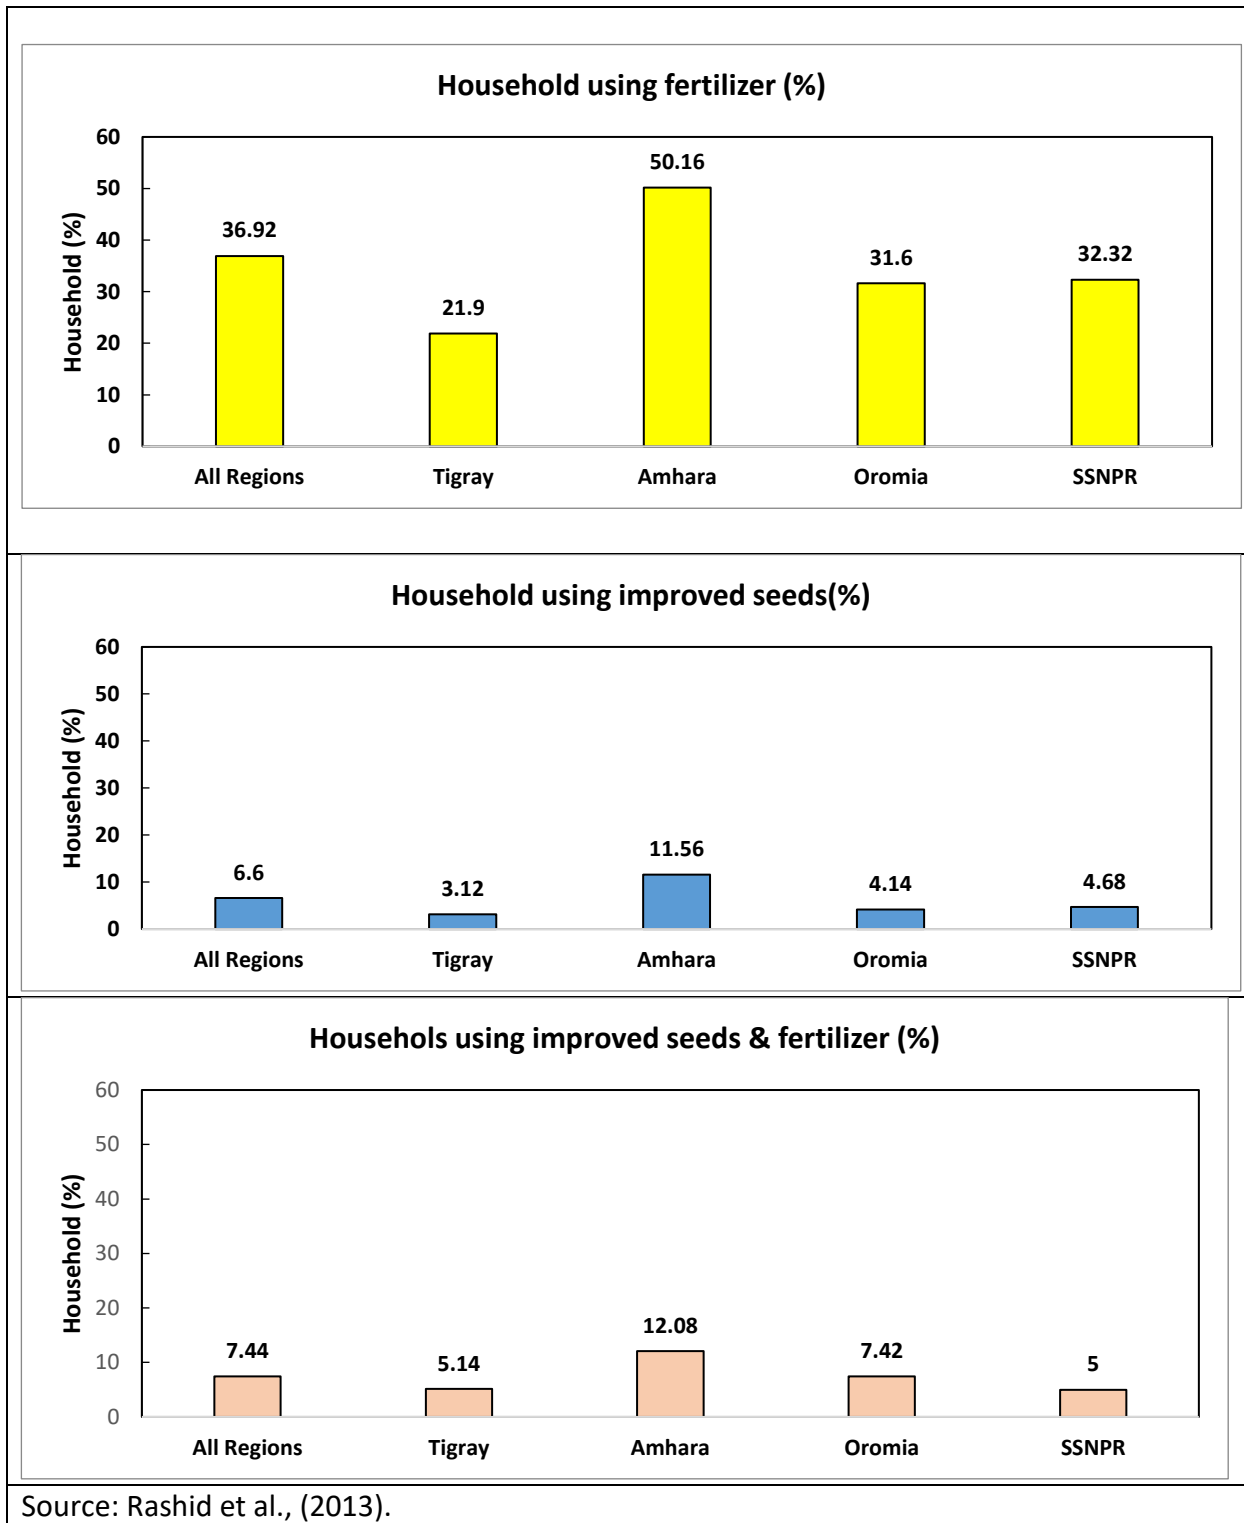 Household using fertilizer (%)
Household (%)
60
50
40
30
20
10
0
36.92
21.9
50.16
31.6
32.32
All Regions
Tigray
Amhara
Oromia
SSNPR
Household using improved seeds(%)
Household (%)
60
50
40
30
20
10
0
6.6
3.12
11.56
4.14
4.68
All Regions
Tigray
Amhara
Oromia
SSNPR
Househols using improved seeds & fertilizer (%)
Household (%)
60
50
40
30
20
10
0
7.44
5.14
12.08
7.42
5
All Regions
Tigray
Amhara
Oromia
SSNPR
Source: Rashid et al., (2013).